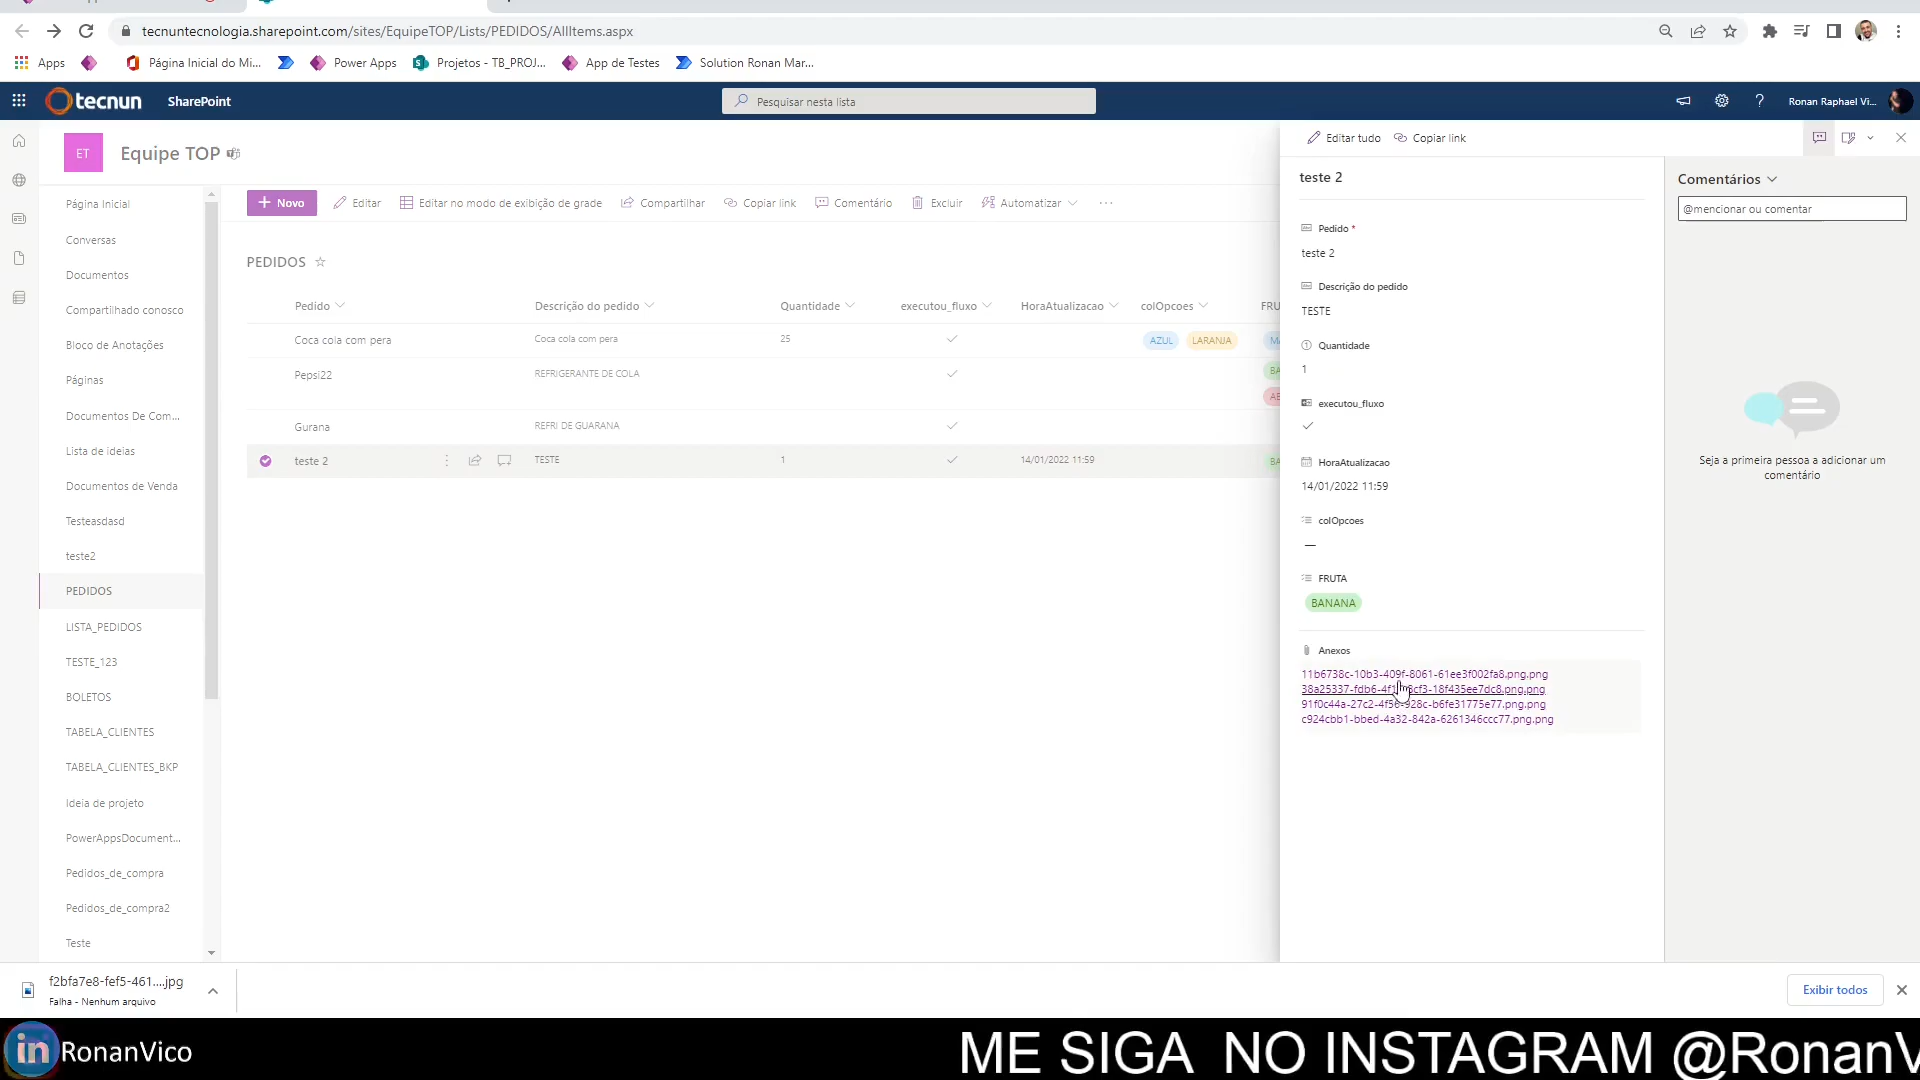 tecnuntecnologia.sharepoint.com/sites/EquipeTOP/Lists/PEDIDOS/AllItems.aspx
Apps
Página Inicial do Mi...
Power Apps
Projetos - TB_PROJ...
App de Testes
Solution Ronan Mar...
tecnun
SharePoint
Pesquisar nesta lista
?
Ronan Raphael Vi...
ET
Equipe TOP
Página Inicial
Conversas
Documentos
Compartilhado conosco
Bloco de Anotações
Páginas
Documentos De Com...
Lista de ideias
Documentos de Venda
Testeasdasd
teste2
PEDIDOS
LISTA_PEDIDOS
TESTE_123
BOLETOS
TABELA_CLIENTES
TABELA_CLIENTES_BKP
Ideia de projeto
PowerAppsDocument...
Pedidos_de_compra
Pedidos_de_compra2
Teste
+ Novo
Editar
Editar no modo de exibição de grade
Compartilhar
Copiar link
Comentário
Excluir
Automatizar
...
PEDIDOS
Pedido
Descrição do pedido
Quantidade
executou_fluxo
HoraAtualizacao
colOpcoes
FRU
Coca cola com pera
Coca cola com pera
25
AZUL
LARANJA
Pepsi22
REFRIGERANTE DE COLA
BA
AB
Gurana
REFRI DE GUARANA
teste 2
TESTE
1
14/01/2022 11:59
BA
Editar tudo
Copiar link
teste 2
Pedido *
teste 2
Descrição do pedido
TESTE
Quantidade
1
executou_fluxo
HoraAtualizacao
14/01/2022 11:59
colOpcoes
—
FRUTA
BANANA
Anexos
11b6738c-10b3-409f-8061-61ee3f002fa8.png.png
91f0c44a-27c2-4f56-928c-b6fe31775e77.png.png
c924cbb1-bbed-4a32-842a-6261346ccc77.png.png
Comentários
@mencionar ou comentar
Seja a primeira pessoa a adicionar um
comentário
f2bfa7e8-fef5-461....jpg
Falha - Nenhum arquivo
Exibir todos
in RonanVico
ME SIGA NO INSTAGRAM @RonanV